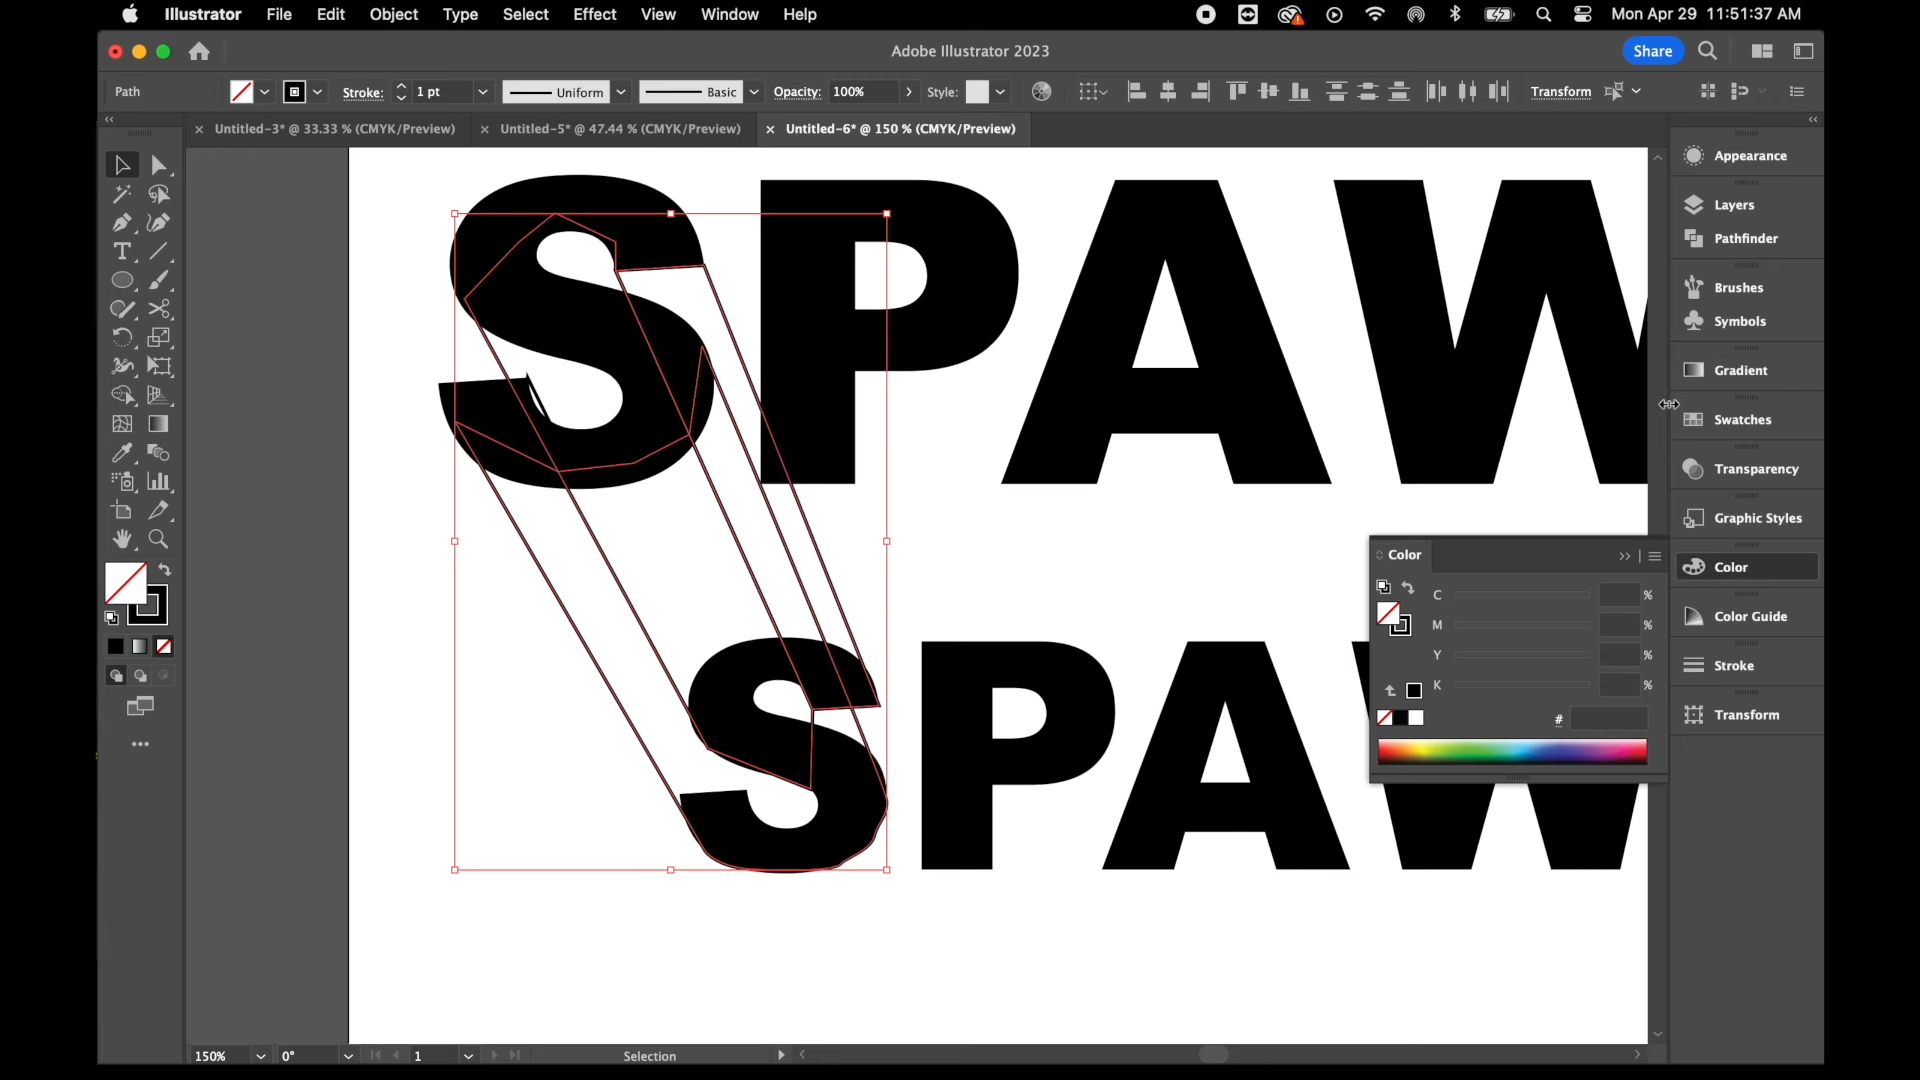 Illustrator File Edit Object Type Select Effect View Window Help Mon Apr 29 11:51:37 AM
Adobe Illustrator 2023 Share
Path Stroke: 1 pt Uniform Basic Opacity: 100% Style: Transform
Untitled-3* @ 33.33 % (CMYK/Preview) Untitled-5* @ 47.44 % (CMYK/Preview) Untitled-6* @ 150 % (CMYK/Preview)
SPAW
SPAW
Appearance
Layers
Pathfinder
Brushes
Symbols
Gradient
Swatches
Transparency
Graphic Styles
Color
Color Guide
Stroke
Transform
Color
C %
M %
Y %
K %
#
150% 0° 1 Selection